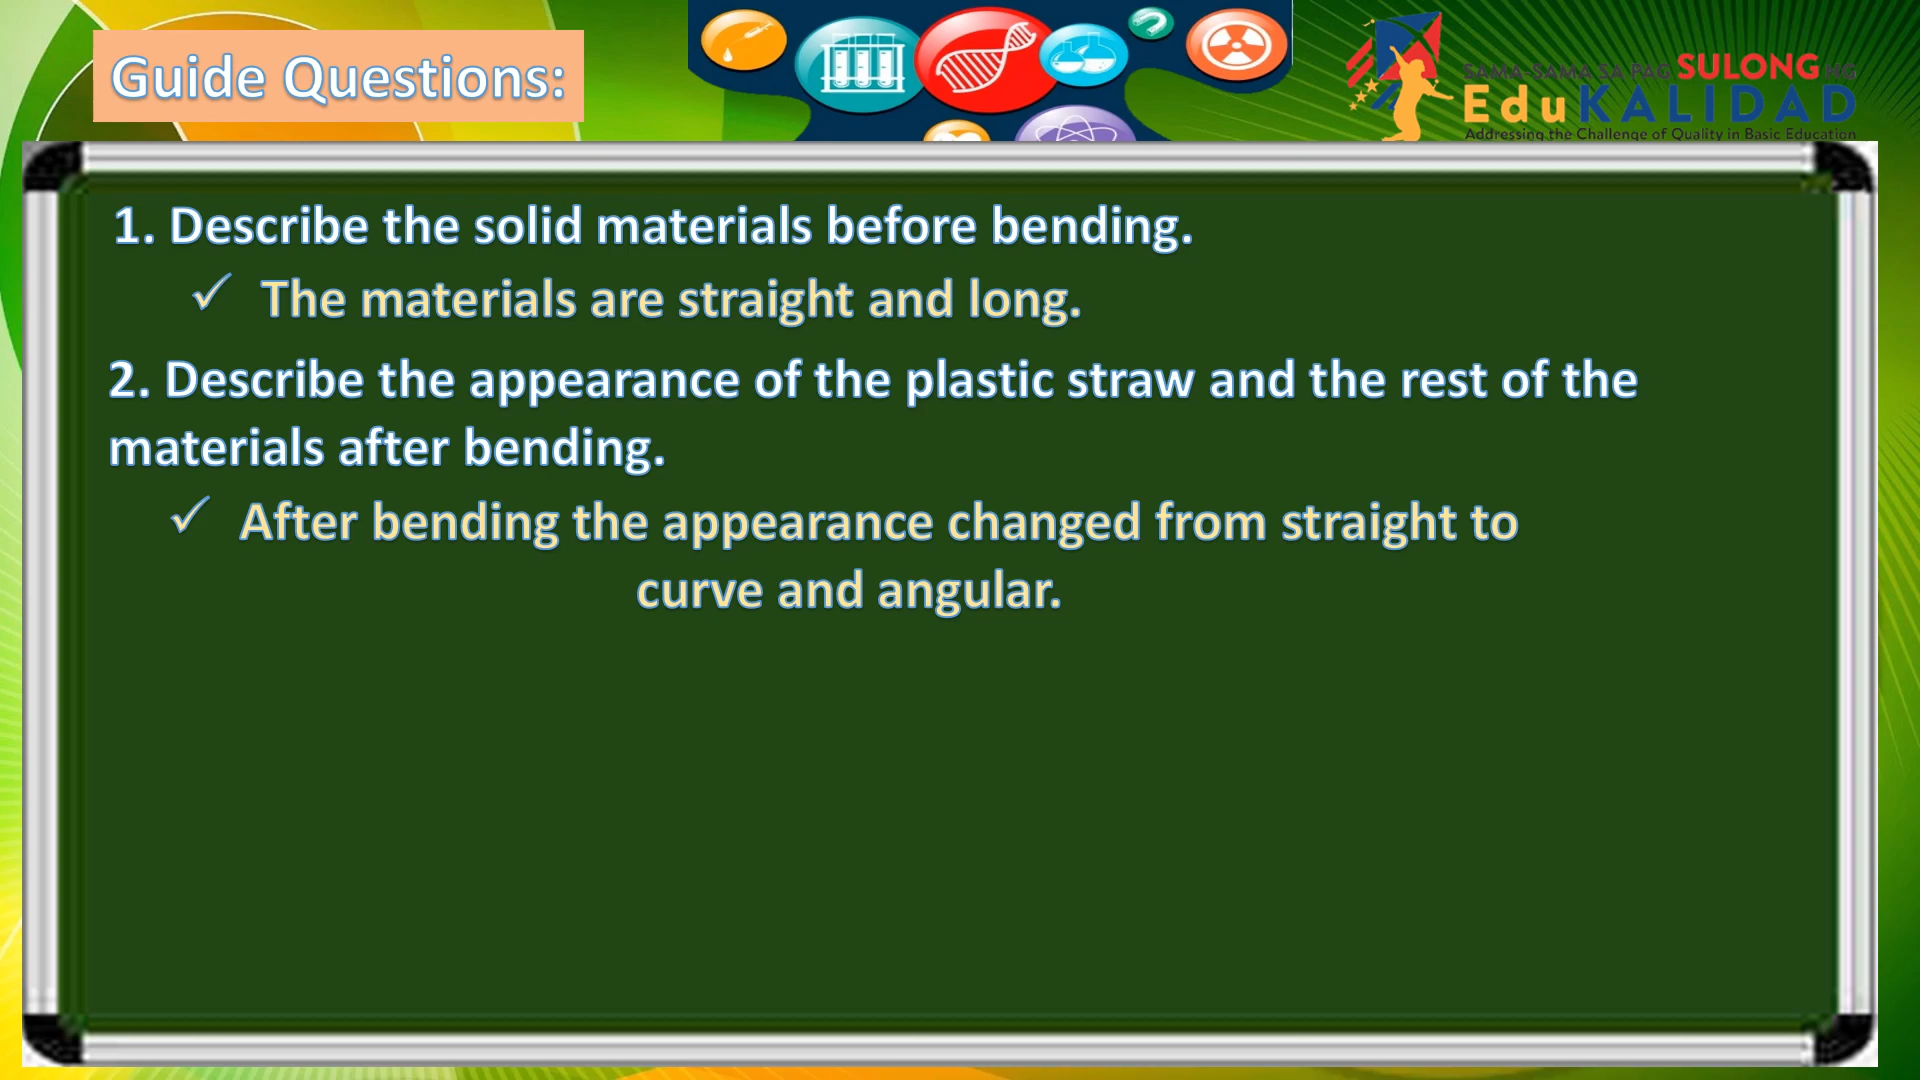 Guide Questions:
SAMA-SAMA SA PAG SULONG NG
EduKALIDAD
Addressing the Challenge of Quality in Basic Education
1. Describe the solid materials before bending.
✓ The materials are straight and long.
2. Describe the appearance of the plastic straw and the rest of the
materials after bending.
✓ After bending the appearance changed from straight to
curve and angular.